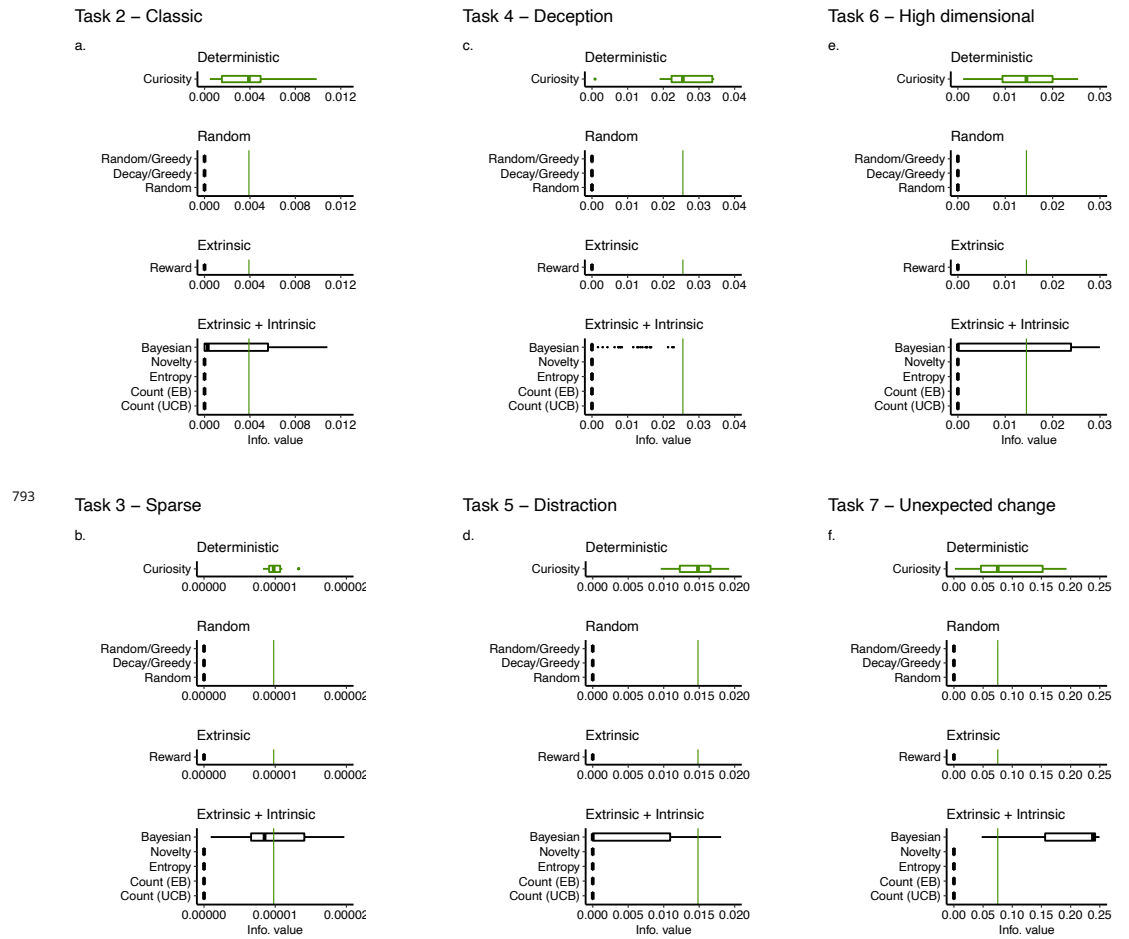 Task 2 – Classic
a.
Deterministic
Curiosity
0.000 0.004 0.008 0.012
Random
Random/Greedy
Decay/Greedy
Random
0.000 0.004 0.008 0.012
Extrinsic
Reward
0.000 0.004 0.008 0.012
Extrinsic + Intrinsic
Bayesian
Novelty
Entropy
Count (EB)
Count (UCB)
0.000 0.004 0.008 0.012
Info. value
Task 4 – Deception
c.
Deterministic
Curiosity
0.00 0.01 0.02 0.03 0.04
Random
Random/Greedy
Decay/Greedy
Random
0.00 0.01 0.02 0.03 0.04
Extrinsic
Reward
0.00 0.01 0.02 0.03 0.04
Extrinsic + Intrinsic
Bayesian
Novelty
Entropy
Count (EB)
Count (UCB)
0.00 0.01 0.02 0.03 0.04
Info. value
Task 6 – High dimensional
e.
Deterministic
Curiosity
0.00 0.01 0.02 0.03
Random
Random/Greedy
Decay/Greedy
Random
0.00 0.01 0.02 0.03
Extrinsic
Reward
0.00 0.01 0.02 0.03
Extrinsic + Intrinsic
Bayesian
Novelty
Entropy
Count (EB)
Count (UCB)
0.00 0.01 0.02 0.03
Info. value
793
Task 3 – Sparse
b.
Deterministic
Curiosity
0.00000 0.00001 0.00002
Random
Random/Greedy
Decay/Greedy
Random
0.00000 0.00001 0.00002
Extrinsic
Reward
0.00000 0.00001 0.00002
Extrinsic + Intrinsic
Bayesian
Novelty
Entropy
Count (EB)
Count (UCB)
0.00000 0.00001 0.00002
Info. value
Task 5 – Distraction
d.
Deterministic
Curiosity
0.000 0.005 0.010 0.015 0.020
Random
Random/Greedy
Decay/Greedy
Random
0.000 0.005 0.010 0.015 0.020
Extrinsic
Reward
0.000 0.005 0.010 0.015 0.020
Extrinsic + Intrinsic
Bayesian
Novelty
Entropy
Count (EB)
Count (UCB)
0.000 0.005 0.010 0.015 0.020
Info. value
Task 7 – Unexpected change
f.
Deterministic
Curiosity
0.00 0.05 0.10 0.15 0.20 0.25
Random
Random/Greedy
Decay/Greedy
Random
0.00 0.05 0.10 0.15 0.20 0.25
Extrinsic
Reward
0.00 0.05 0.10 0.15 0.20 0.25
Extrinsic + Intrinsic
Bayesian
Novelty
Entropy
Count (EB)
Count (UCB)
0.00 0.05 0.10 0.15 0.20 0.25
Info. value